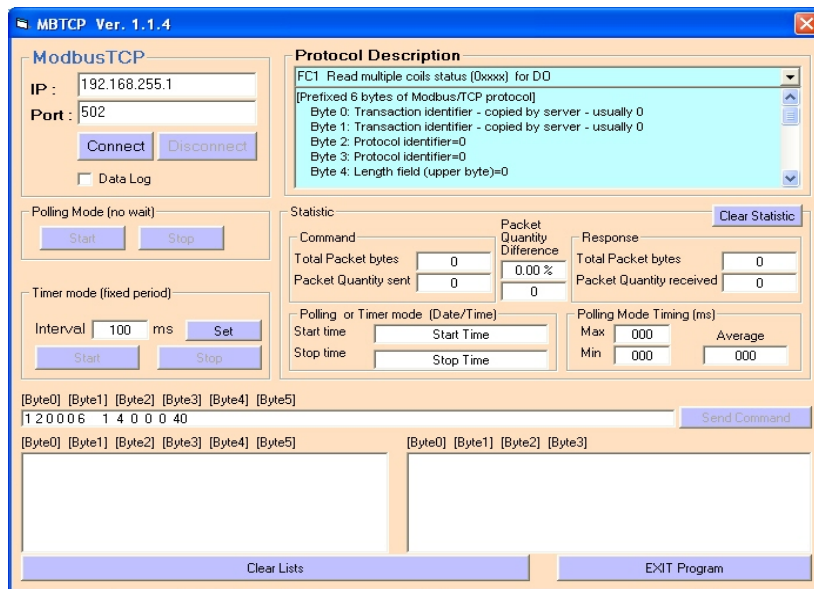 MBTCP Ver. 1.1.4
ModbusTCP
IP : 192.168.255.1
Port : 502
Connect Disconnect
Data Log
Protocol Description
FC1 Read multiple coils status (0xxxx) for DO
[Prefixed 6 bytes of Modbus/TCP protocol]
Byte 0: Transaction identifier - copied by server - usually 0
Byte 1: Transaction identifier - copied by server - usually 0
Byte 2: Protocol identifier=0
Byte 3: Protocol identifier=0
Byte 4: Length field (upper byte)=0
Polling Mode (no wait)
Start Stop
Timer mode (fixed period)
Interval 100 ms Set
Start Stop
Statistic
Clear Statistic
Command
Total Packet bytes 0
Packet Quantity sent 0
Packet
Quantity
Difference
0.00 %
0
Response
Total Packet bytes 0
Packet Quantity received 0
Polling or Timer mode (Date/Time)
Start time Start Time
Stop time Stop Time
Polling Mode Timing (ms)
Max 000 Average
Min 000 000
[Byte0] [Byte1] [Byte2] [Byte3] [Byte4] [Byte5]
1 2 0 0 0 6 1 4 0 0 0 40
Send Command
[Byte0] [Byte1] [Byte2] [Byte3] [Byte4] [Byte5]
[Byte0] [Byte1] [Byte2] [Byte3]
Clear Lists EXIT Program